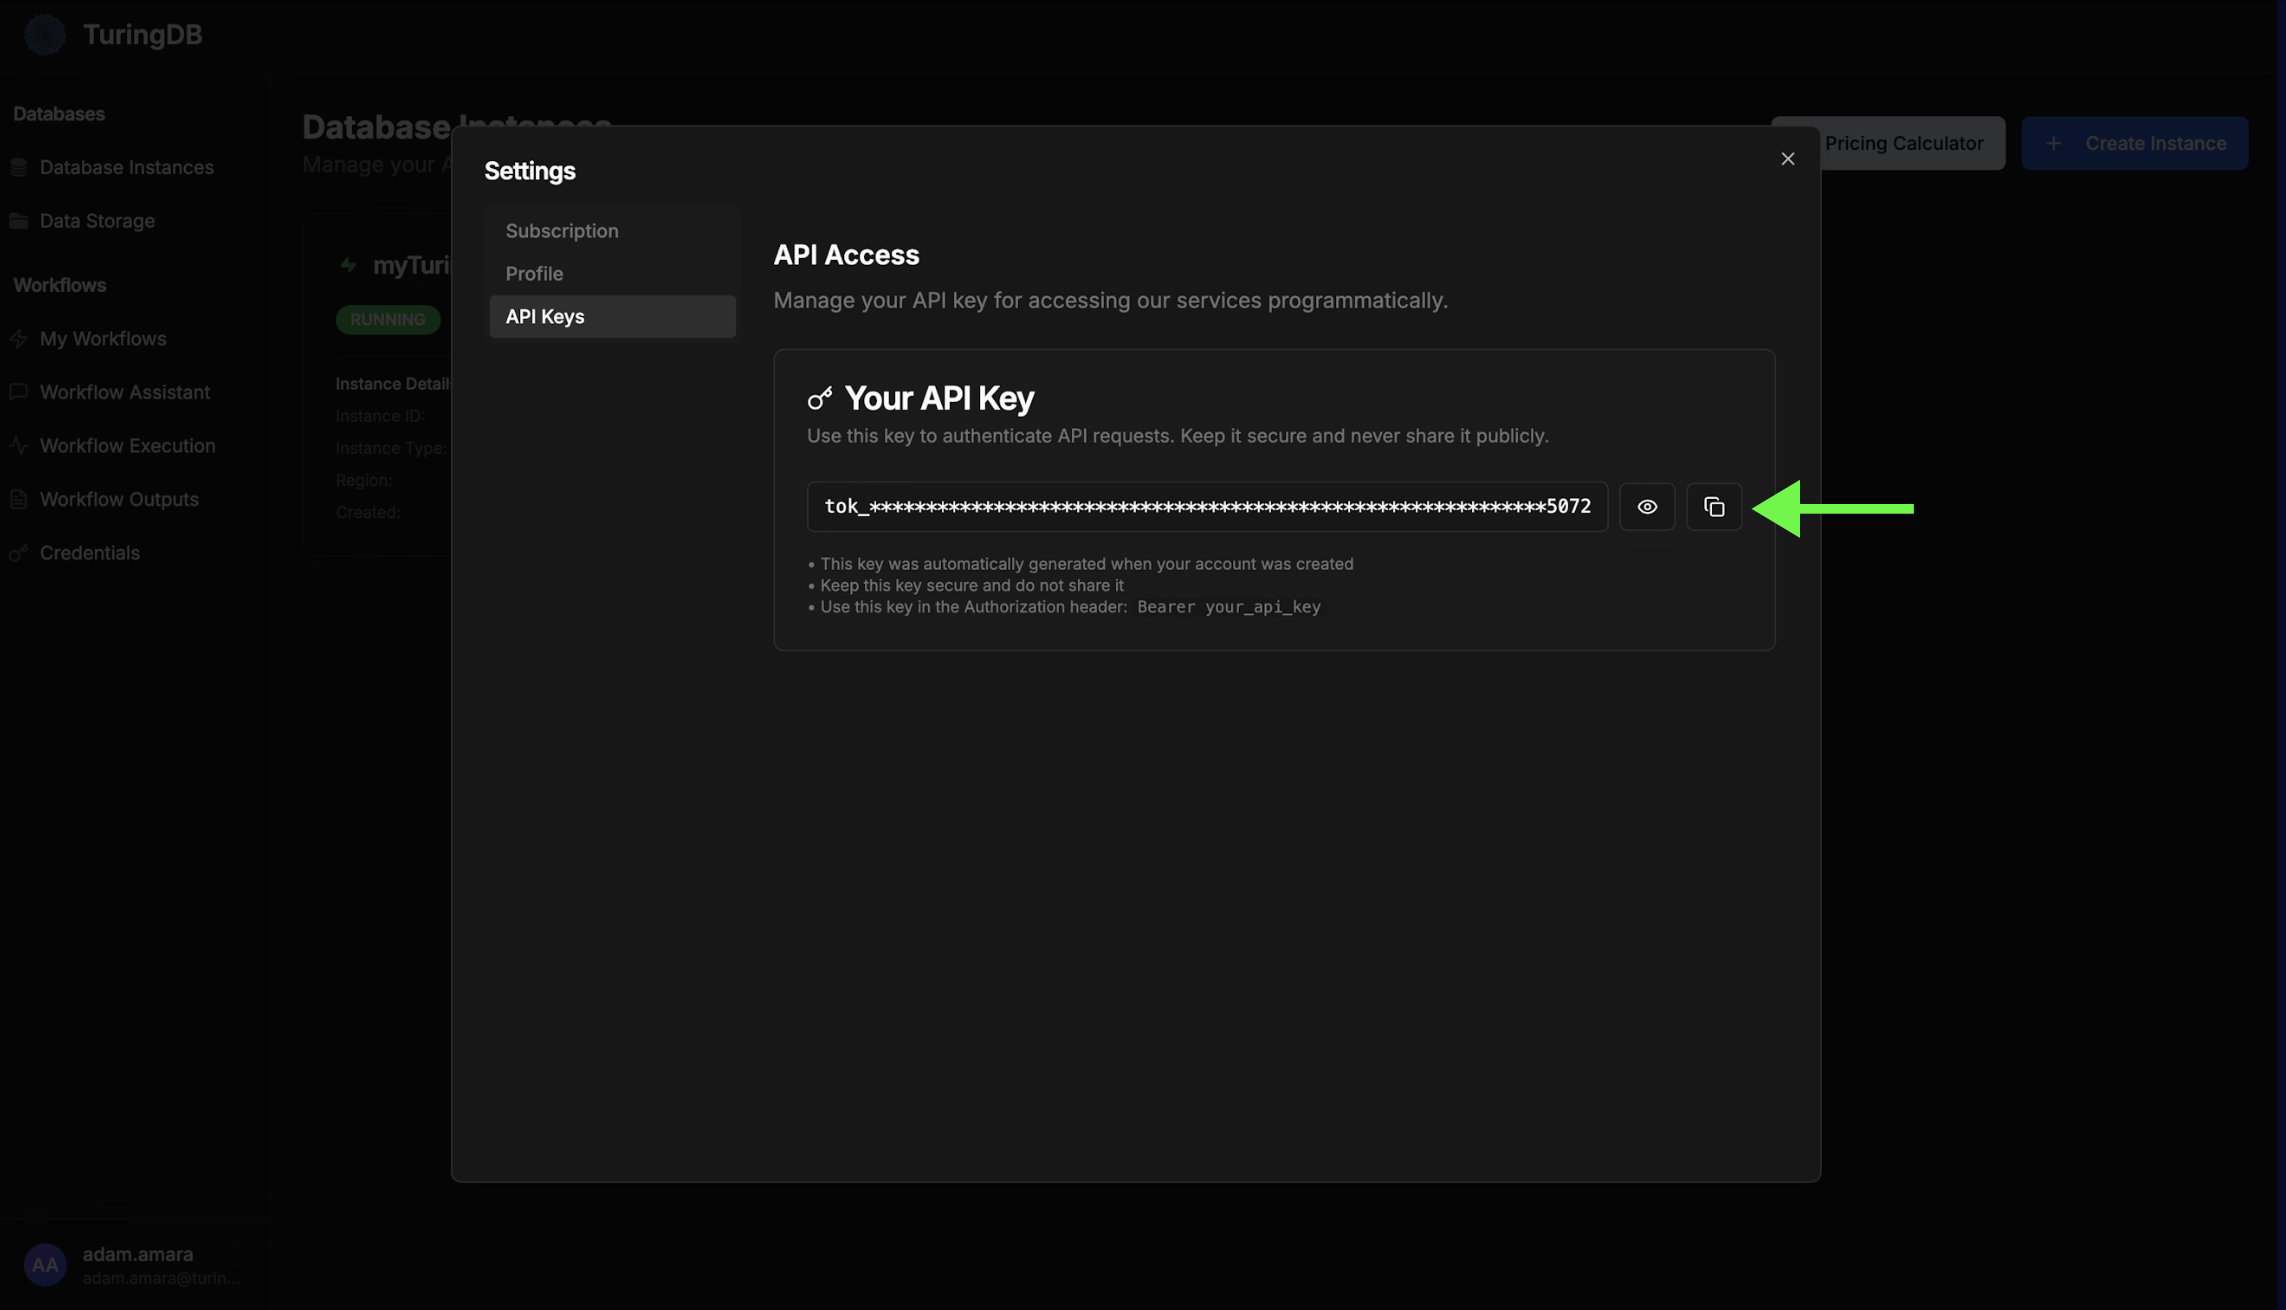 TuringDB
Databases
Database Instances
Data Storage
Workflows
My Workflows
Workflow Assistant
Workflow Execution
Workflow Outputs
Credentials
adam.amara
adam.amara@turin...
AA
Database Instances
Manage your A
Pricing Calculator
+ Create Instance
myTuri
RUNNING
Instance Detail
Instance ID:
Instance Type:
Region:
Created:
Settings
Subscription
Profile
API Keys
API Access
Manage your API key for accessing our services programmatically.
Your API Key
Use this key to authenticate API requests. Keep it secure and never share it publicly.
tok_************************************************************5072
• This key was automatically generated when your account was created
• Keep this key secure and do not share it
• Use this key in the Authorization header: Bearer your_api_key